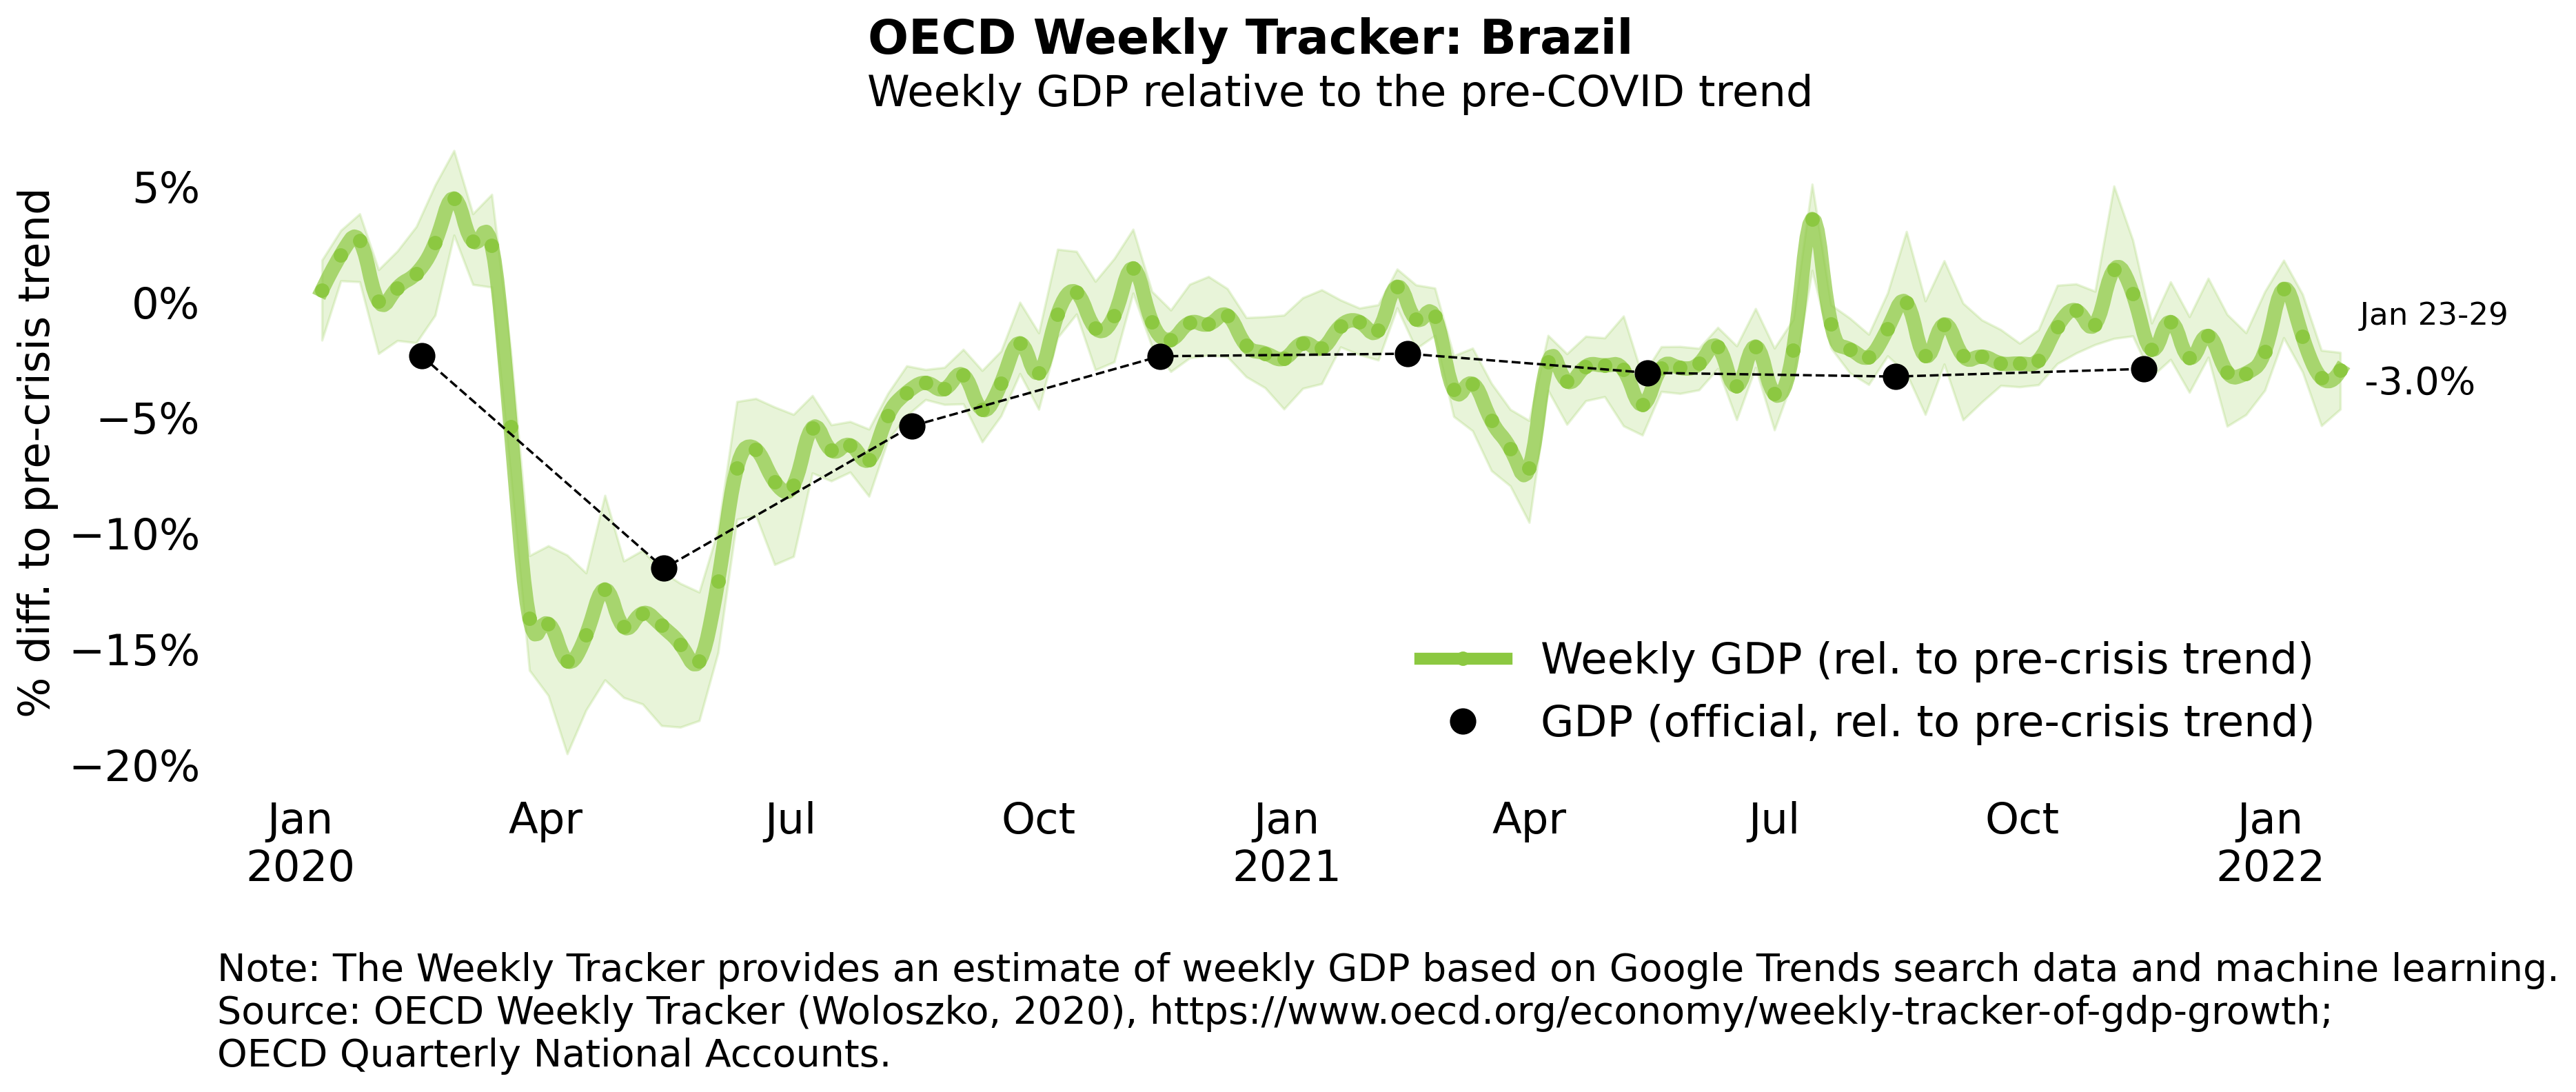 OECD Weekly Tracker: Brazil
Weekly GDP relative to the pre-COVID trend
% diff. to pre-crisis trend
5%
0%
−5%
−10%
−15%
−20%
Jan 23-29
-3.0%
Weekly GDP (rel. to pre-crisis trend)
GDP (official, rel. to pre-crisis trend)
Jan Apr Jul Oct Jan Apr Jul Oct Jan
2020 2021 2022
Note: The Weekly Tracker provides an estimate of weekly GDP based on Google Trends search data and machine learning.
Source: OECD Weekly Tracker (Woloszko, 2020), https://www.oecd.org/economy/weekly-tracker-of-gdp-growth;
OECD Quarterly National Accounts.